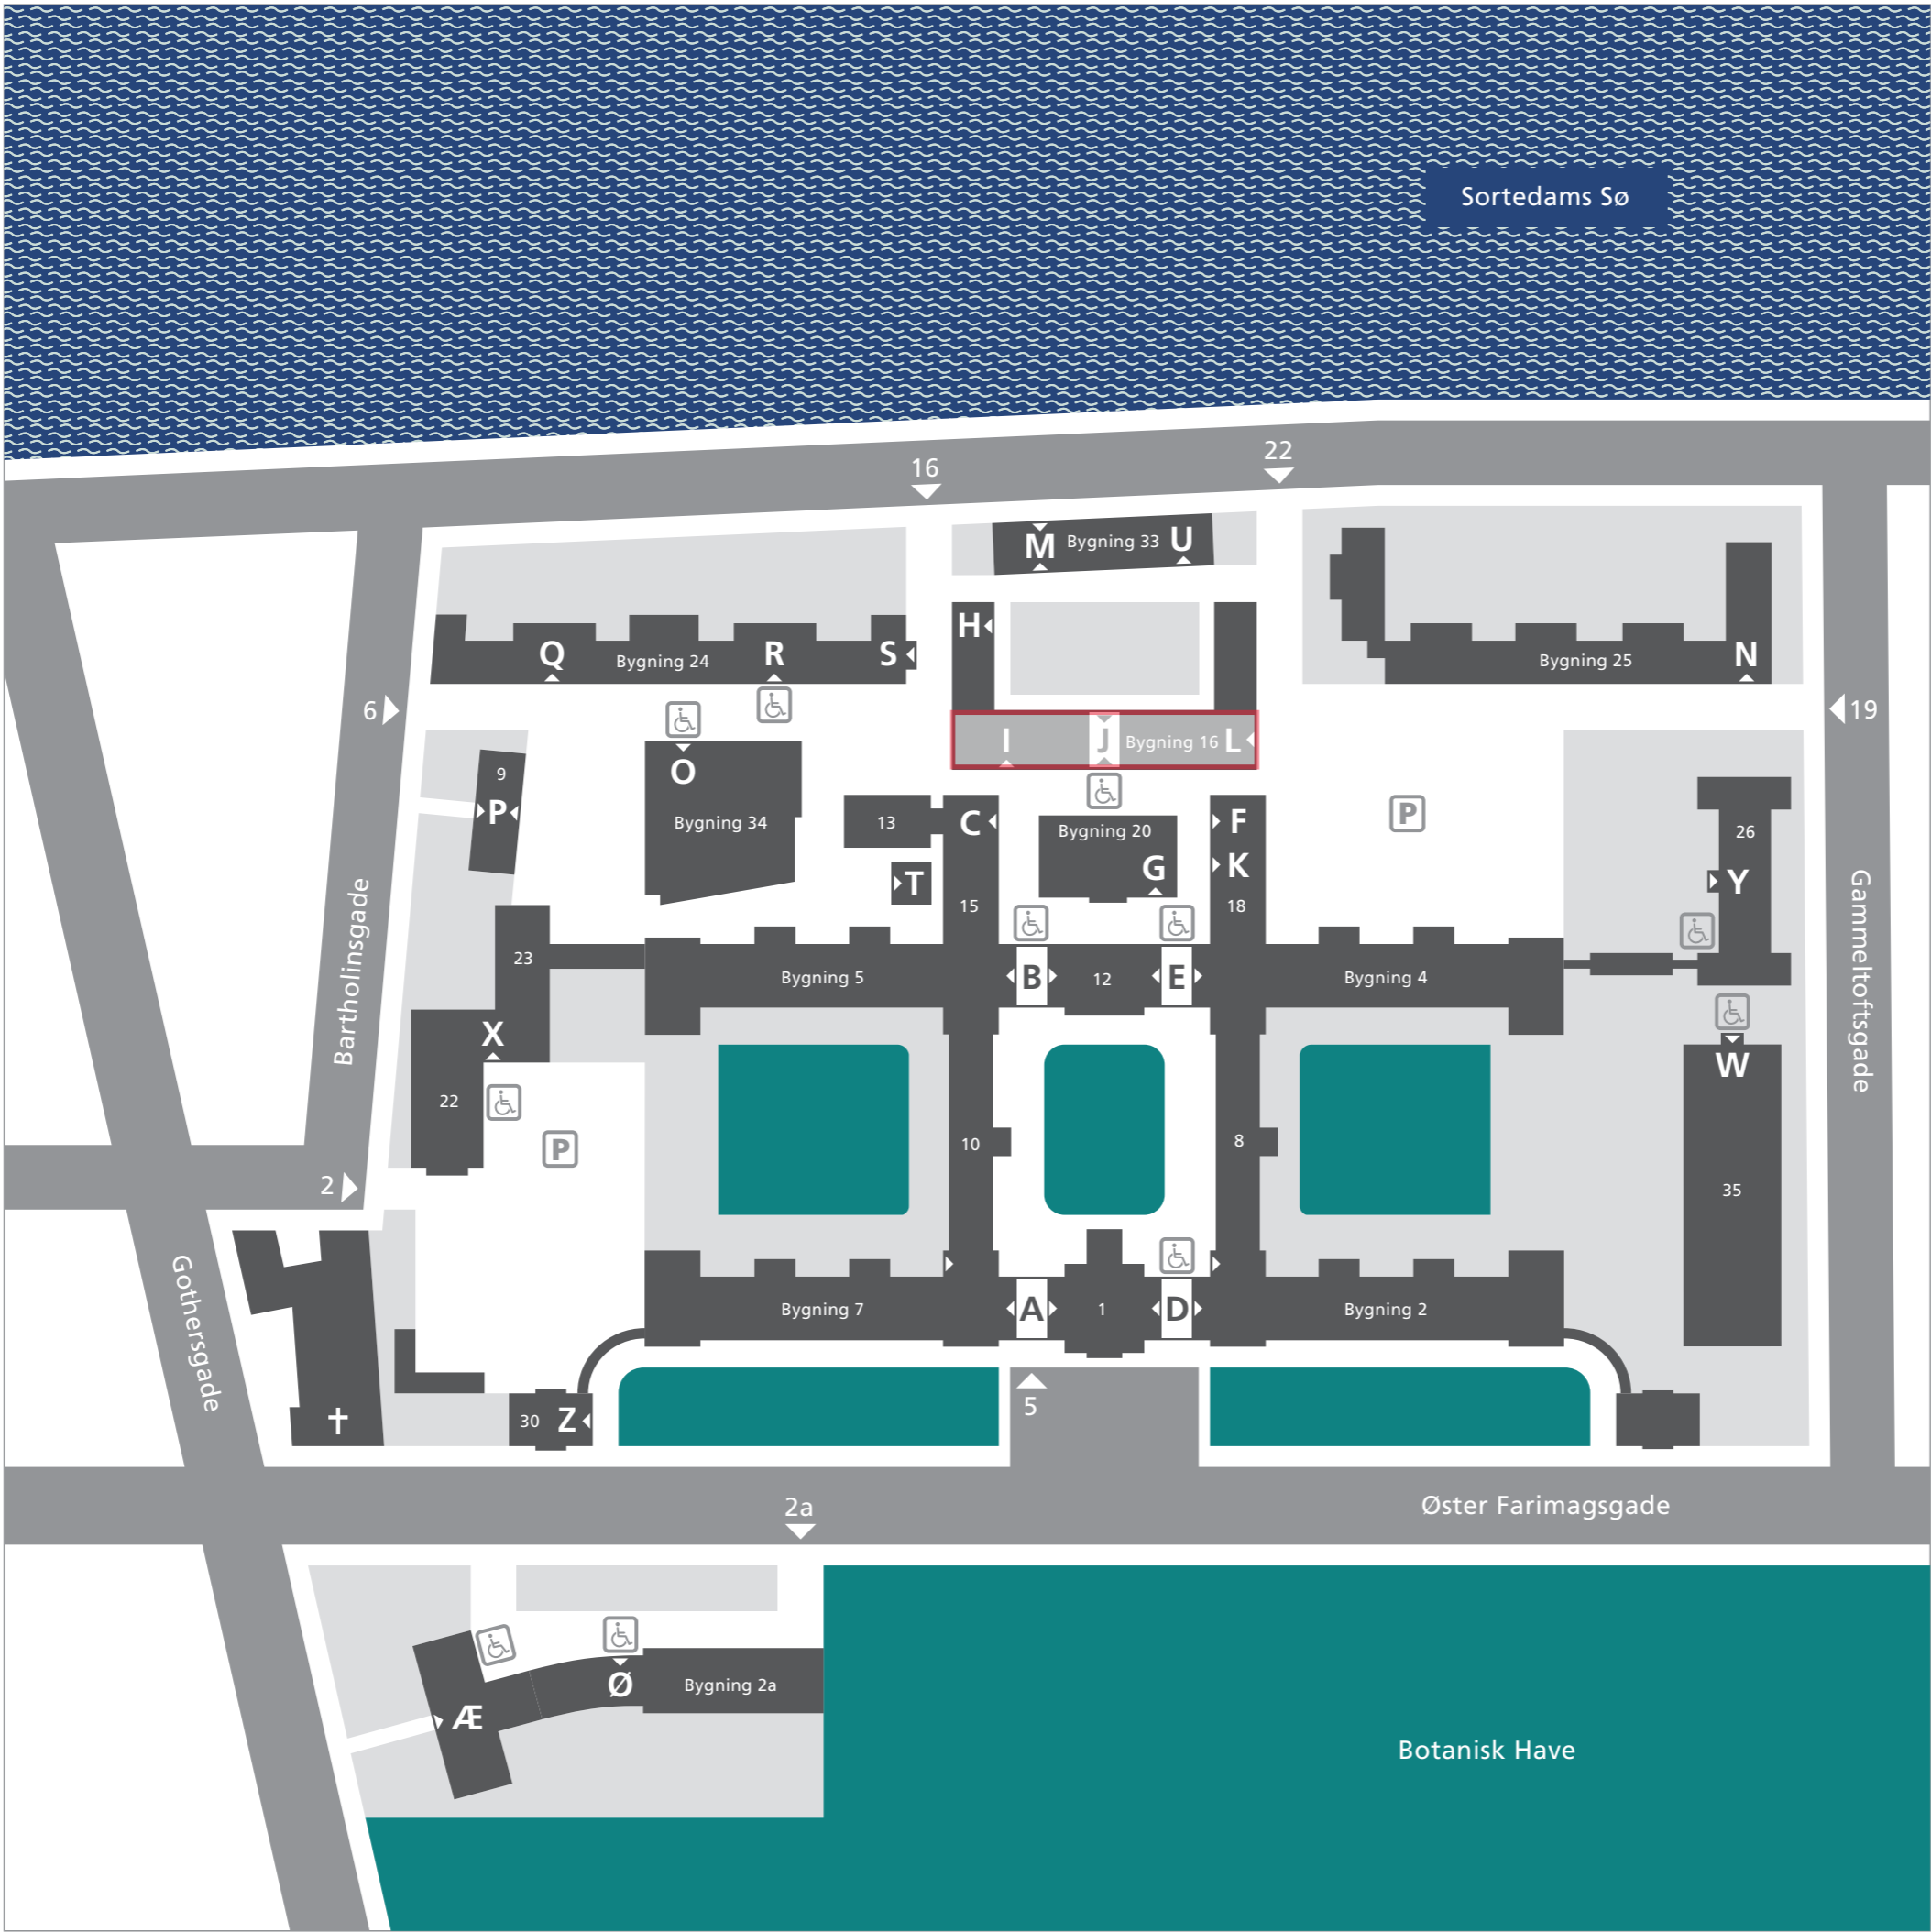 Sortedams Sø
22
16
M Bygning 33 U
H
Q Bygning 24 R S
Bygning 25 N
6
19
I J Bygning 16 L
9
P
O
Bygning 34
13
C
Bygning 20
G
F
K
P
26
Y
T
15
18
23
Bygning 5
B
12
E
Bygning 4
X
22
P
W
35
10
8
2
Bartholinsgade
Gammeltoftsgade
Gothersgade
Bygning 7
A
1
D
Bygning 2
5
30 Z
2a
Øster Farimagsgade
Ø Bygning 2a
Æ
Botanisk Have